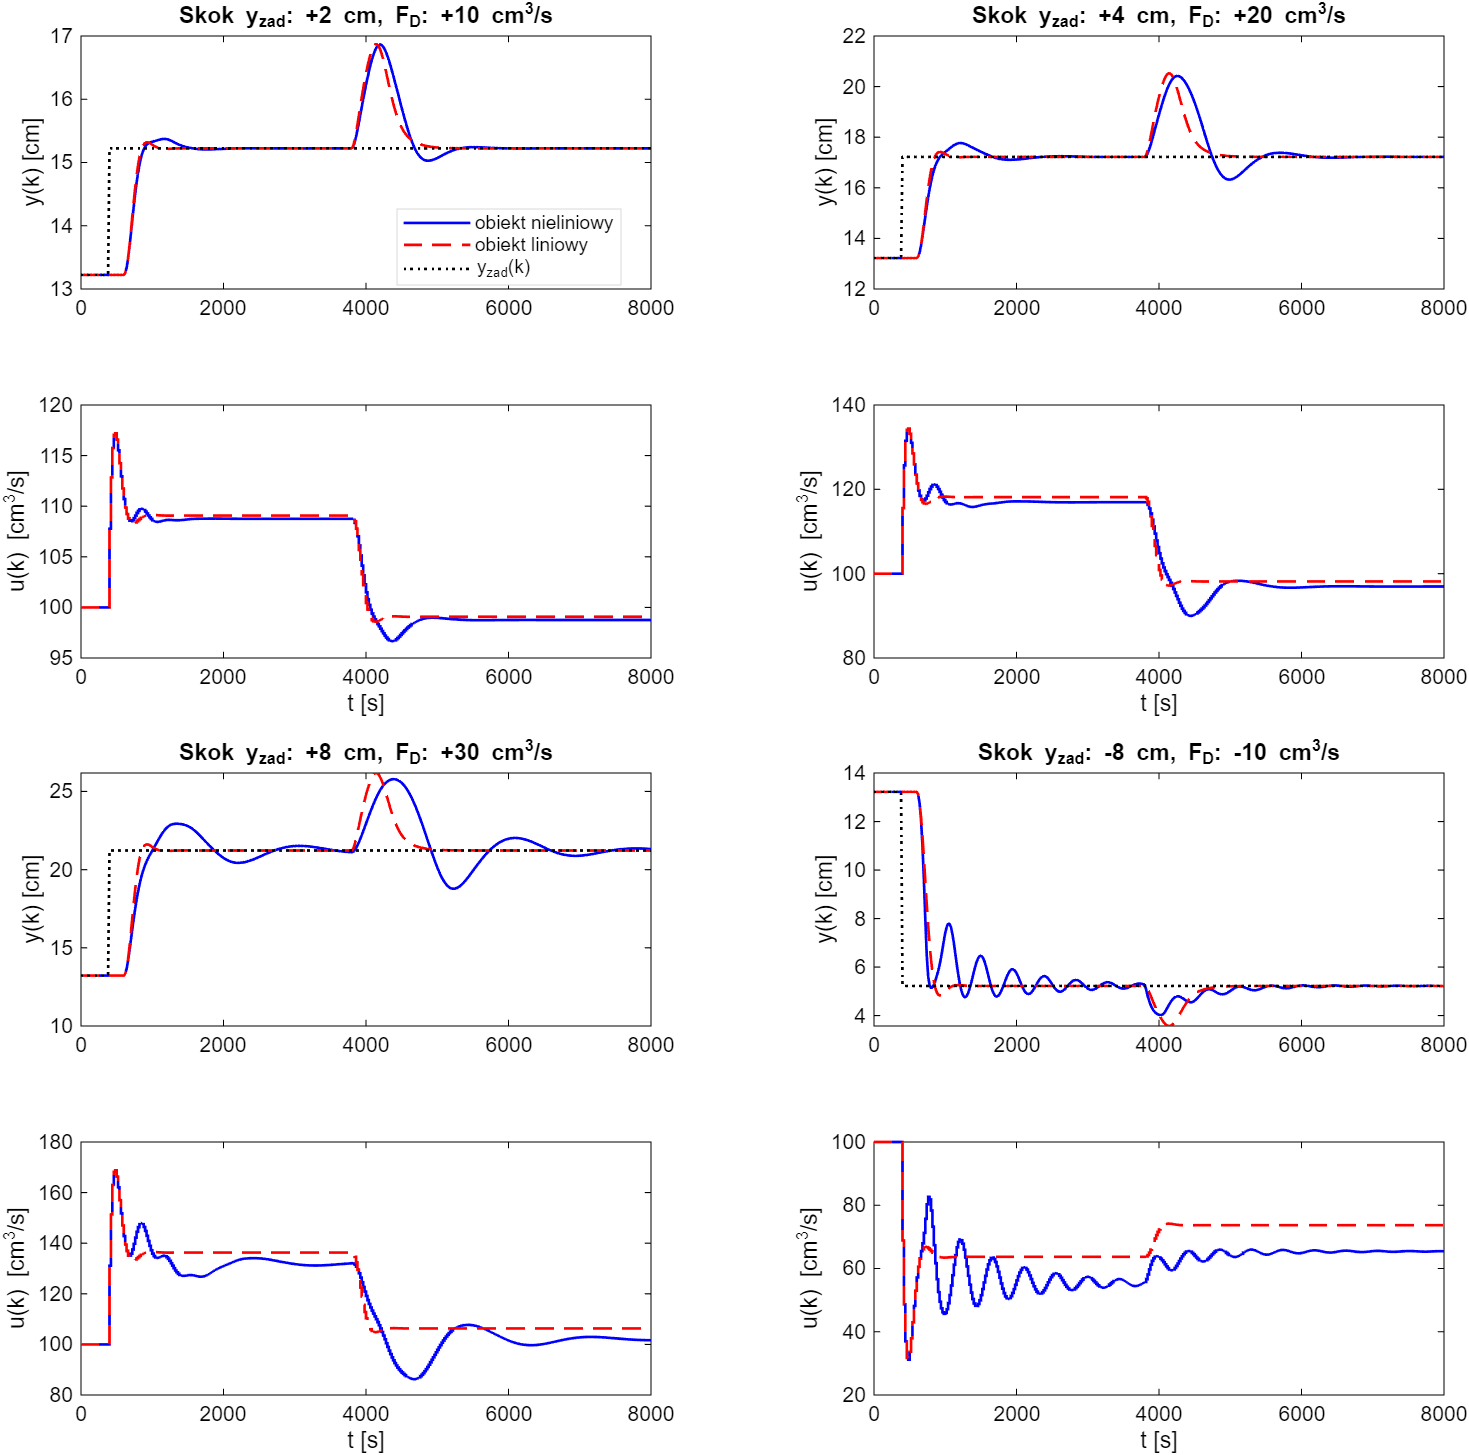 Skok y_zad: +2 cm, F_D: +10 cm³/s
17
16
15
14
13
y(k) [cm]
obiekt nieliniowy
obiekt liniowy
y_zad(k)
0 2000 4000 6000 8000
120
115
110
105
100
95
u(k) [cm³/s]
0 2000 4000 6000 8000
t [s]
Skok y_zad: +4 cm, F_D: +20 cm³/s
22
20
18
16
14
12
y(k) [cm]
0 2000 4000 6000 8000
140
120
100
80
u(k) [cm³/s]
0 2000 4000 6000 8000
t [s]
Skok y_zad: +8 cm, F_D: +30 cm³/s
25
20
15
10
y(k) [cm]
0 2000 4000 6000 8000
180
160
140
120
100
80
u(k) [cm³/s]
0 2000 4000 6000 8000
t [s]
Skok y_zad: -8 cm, F_D: -10 cm³/s
14
12
10
8
6
4
y(k) [cm]
0 2000 4000 6000 8000
100
80
60
40
20
u(k) [cm³/s]
0 2000 4000 6000 8000
t [s]